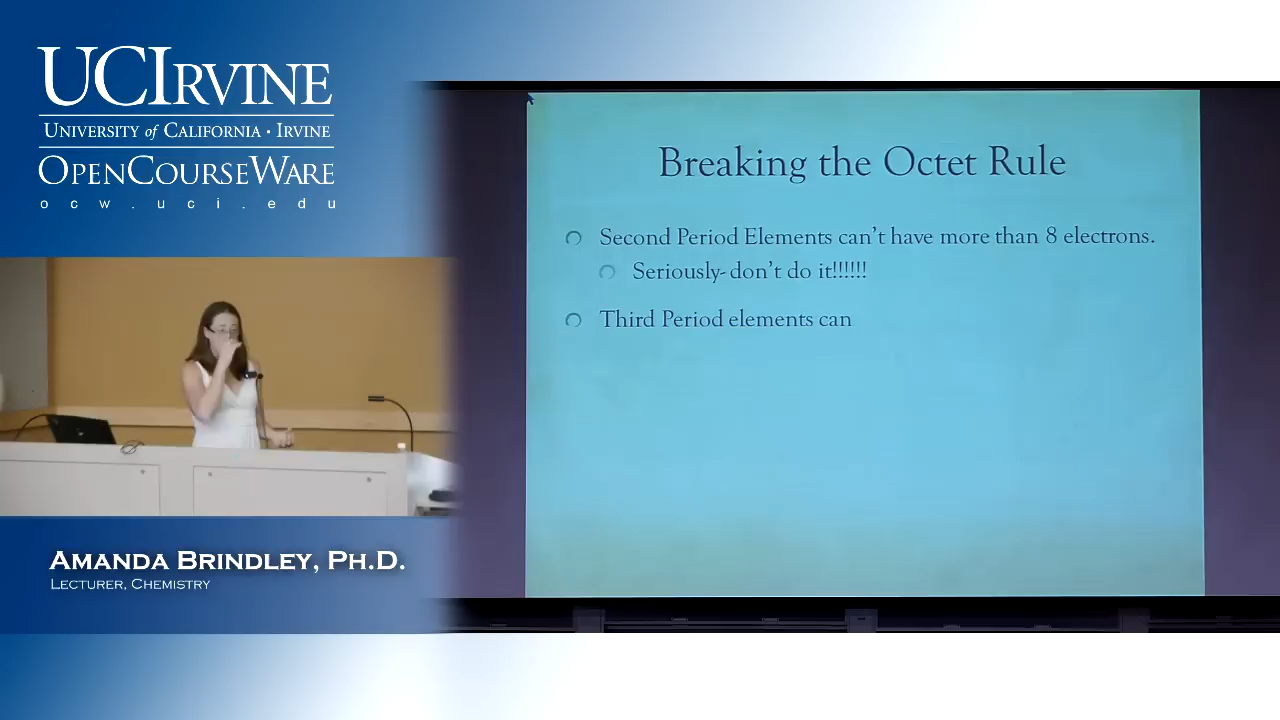 UCIRVINE
UNIVERSITY of CALIFORNIA · IRVINE
OPENCOURSEWARE
ocw.uci.edu
Breaking the Octet Rule
Second Period Elements can't have more than 8 electrons.
Seriously- don't do it!!!!!!
Third Period elements can
AMANDA BRINDLEY, PH.D.
LECTURER, CHEMISTRY